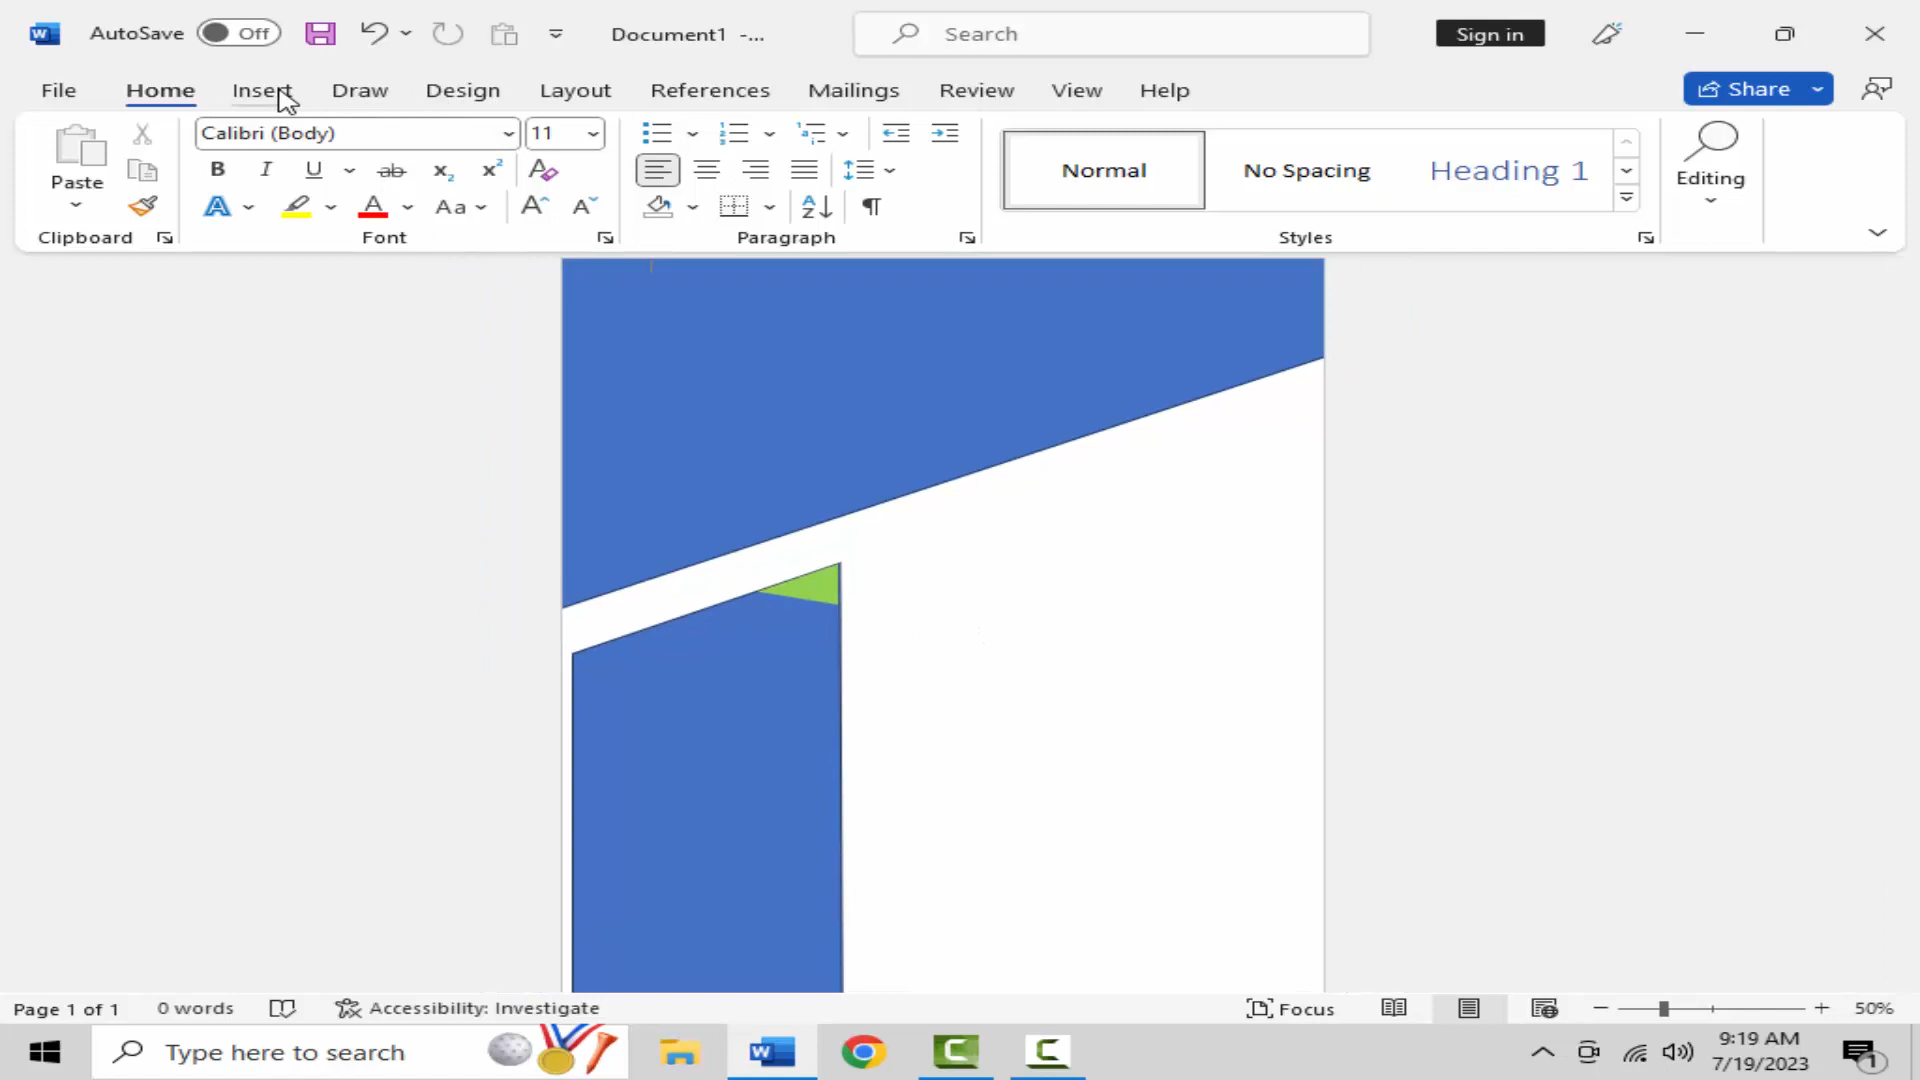 AutoSave Off Document1 -... Search Sign in
File Home Insert Draw Design Layout References Mailings Review View Help Share
Calibri (Body) 11
Paste
Normal No Spacing Heading 1 Editing
Clipboard Font Paragraph Styles
Page 1 of 1 0 words Accessibility: Investigate Focus 50%
Type here to search
9:19 AM
7/19/2023
1